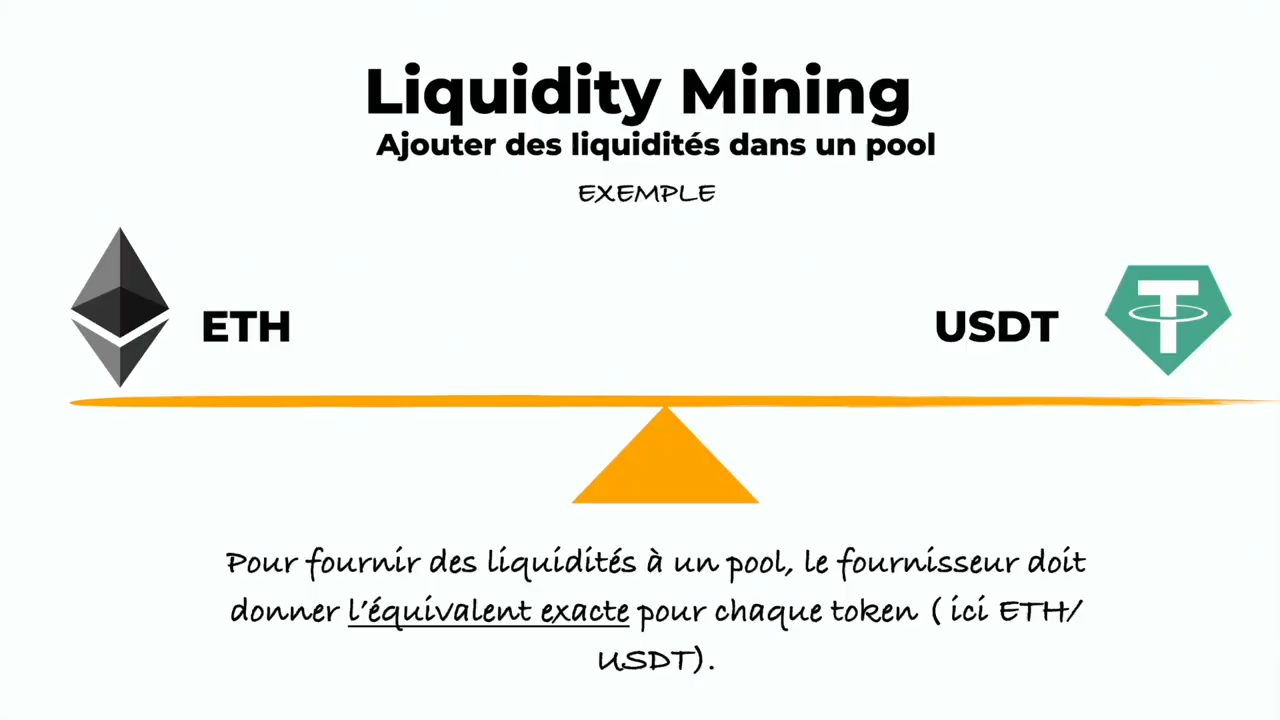 Liquidity Mining
Ajouter des liquidités dans un pool
EXEMPLE
ETH
USDT
Pour fournir des liquidités à un pool, le fournisseur doit
donner l'équivalent exacte pour chaque token ( ici ETH/
USDT).